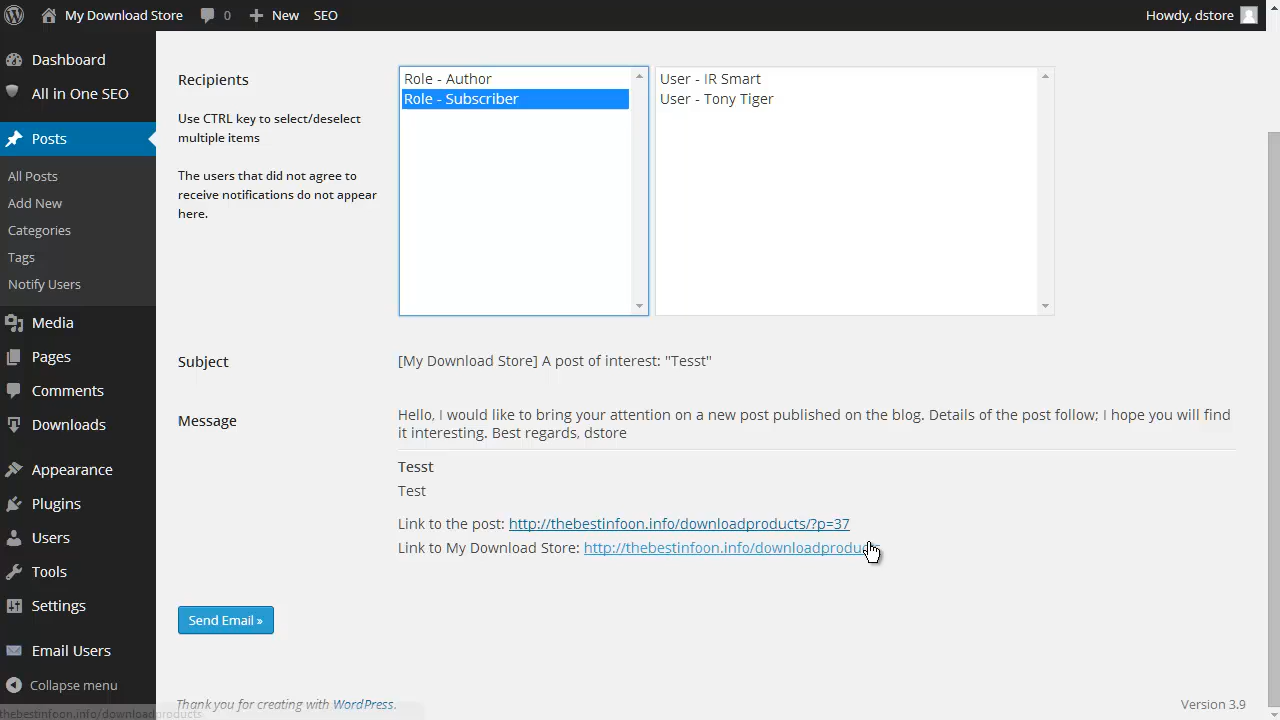 My Download Store 0 New SEO Howdy, dstore
Dashboard
All in One SEO
Posts
All Posts
Add New
Categories
Tags
Notify Users
Media
Pages
Comments
Downloads
Appearance
Plugins
Users
Tools
Settings
Email Users
Collapse menu
thebestinfoon.info/downloadproducts
Recipients
Use CTRL key to select/deselect
multiple items
The users that did not agree to
receive notifications do not appear
here.
Role - Author
Role - Subscriber
User - IR Smart
User - Tony Tiger
Subject
[My Download Store] A post of interest: "Tesst"
Message
Hello, I would like to bring your attention on a new post published on the blog. Details of the post follow; I hope you will find
it interesting. Best regards, dstore
Tesst
Test
Link to the post: http://thebestinfoon.info/downloadproducts/?p=37
Link to My Download Store: http://thebestinfoon.info/downloadproducts
Send Email »
Thank you for creating with WordPress.
Version 3.9